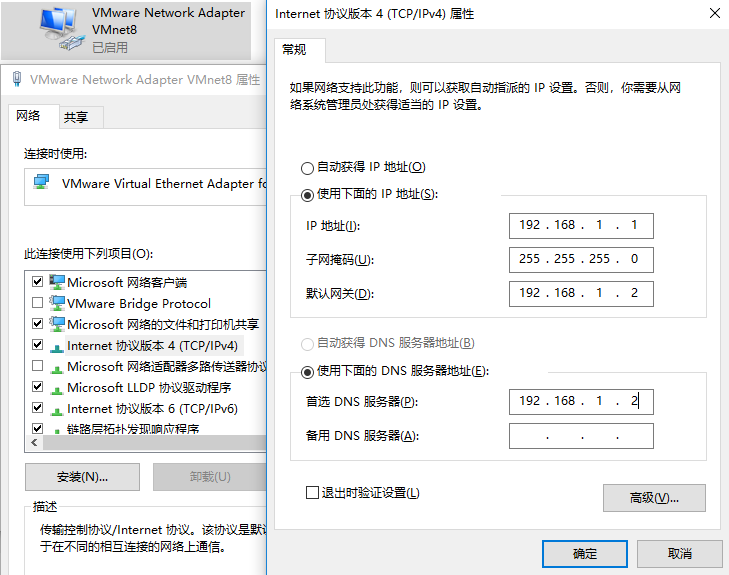 VMware Network Adapter
VMnet8
已启用
VMware Network Adapter VMnet8 属性
网络
共享
连接时使用:
VMware Virtual Ethernet Adapter fo
此连接使用下列项目(O):
Microsoft 网络客户端
VMware Bridge Protocol
Microsoft 网络的文件和打印机共享
Internet 协议版本 4 (TCP/IPv4)
Microsoft 网络适配器多路传送器协议
Microsoft LLDP 协议驱动程序
Internet 协议版本 6 (TCP/IPv6)
链路层拓扑发现响应程序
安装(N)...
卸载(U)
描述
传输控制协议/Internet 协议。该协议是默认
于在不同的相互连接的网络上通信。
Internet 协议版本 4 (TCP/IPv4) 属性
常规
如果网络支持此功能，则可以获取自动指派的 IP 设置。否则，你需要从网
络系统管理员处获得适当的 IP 设置。
自动获得 IP 地址(O)
使用下面的 IP 地址(S):
IP 地址(I):
192 . 168 . 1 . 1
子网掩码(U):
255 . 255 . 255 . 0
默认网关(D):
192 . 168 . 1 . 2
自动获得 DNS 服务器地址(B)
使用下面的 DNS 服务器地址(E):
首选 DNS 服务器(P):
192 . 168 . 1 . 2
备用 DNS 服务器(A):
. . .
退出时验证设置(L)
高级(V)...
确定
取消